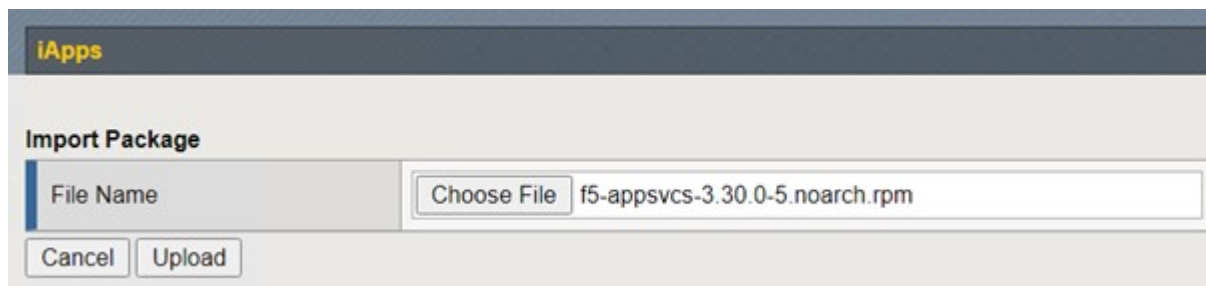 iApps
Import Package
File Name Choose File f5-appsvcs-3.30.0-5.noarch.rpm
Cancel Upload